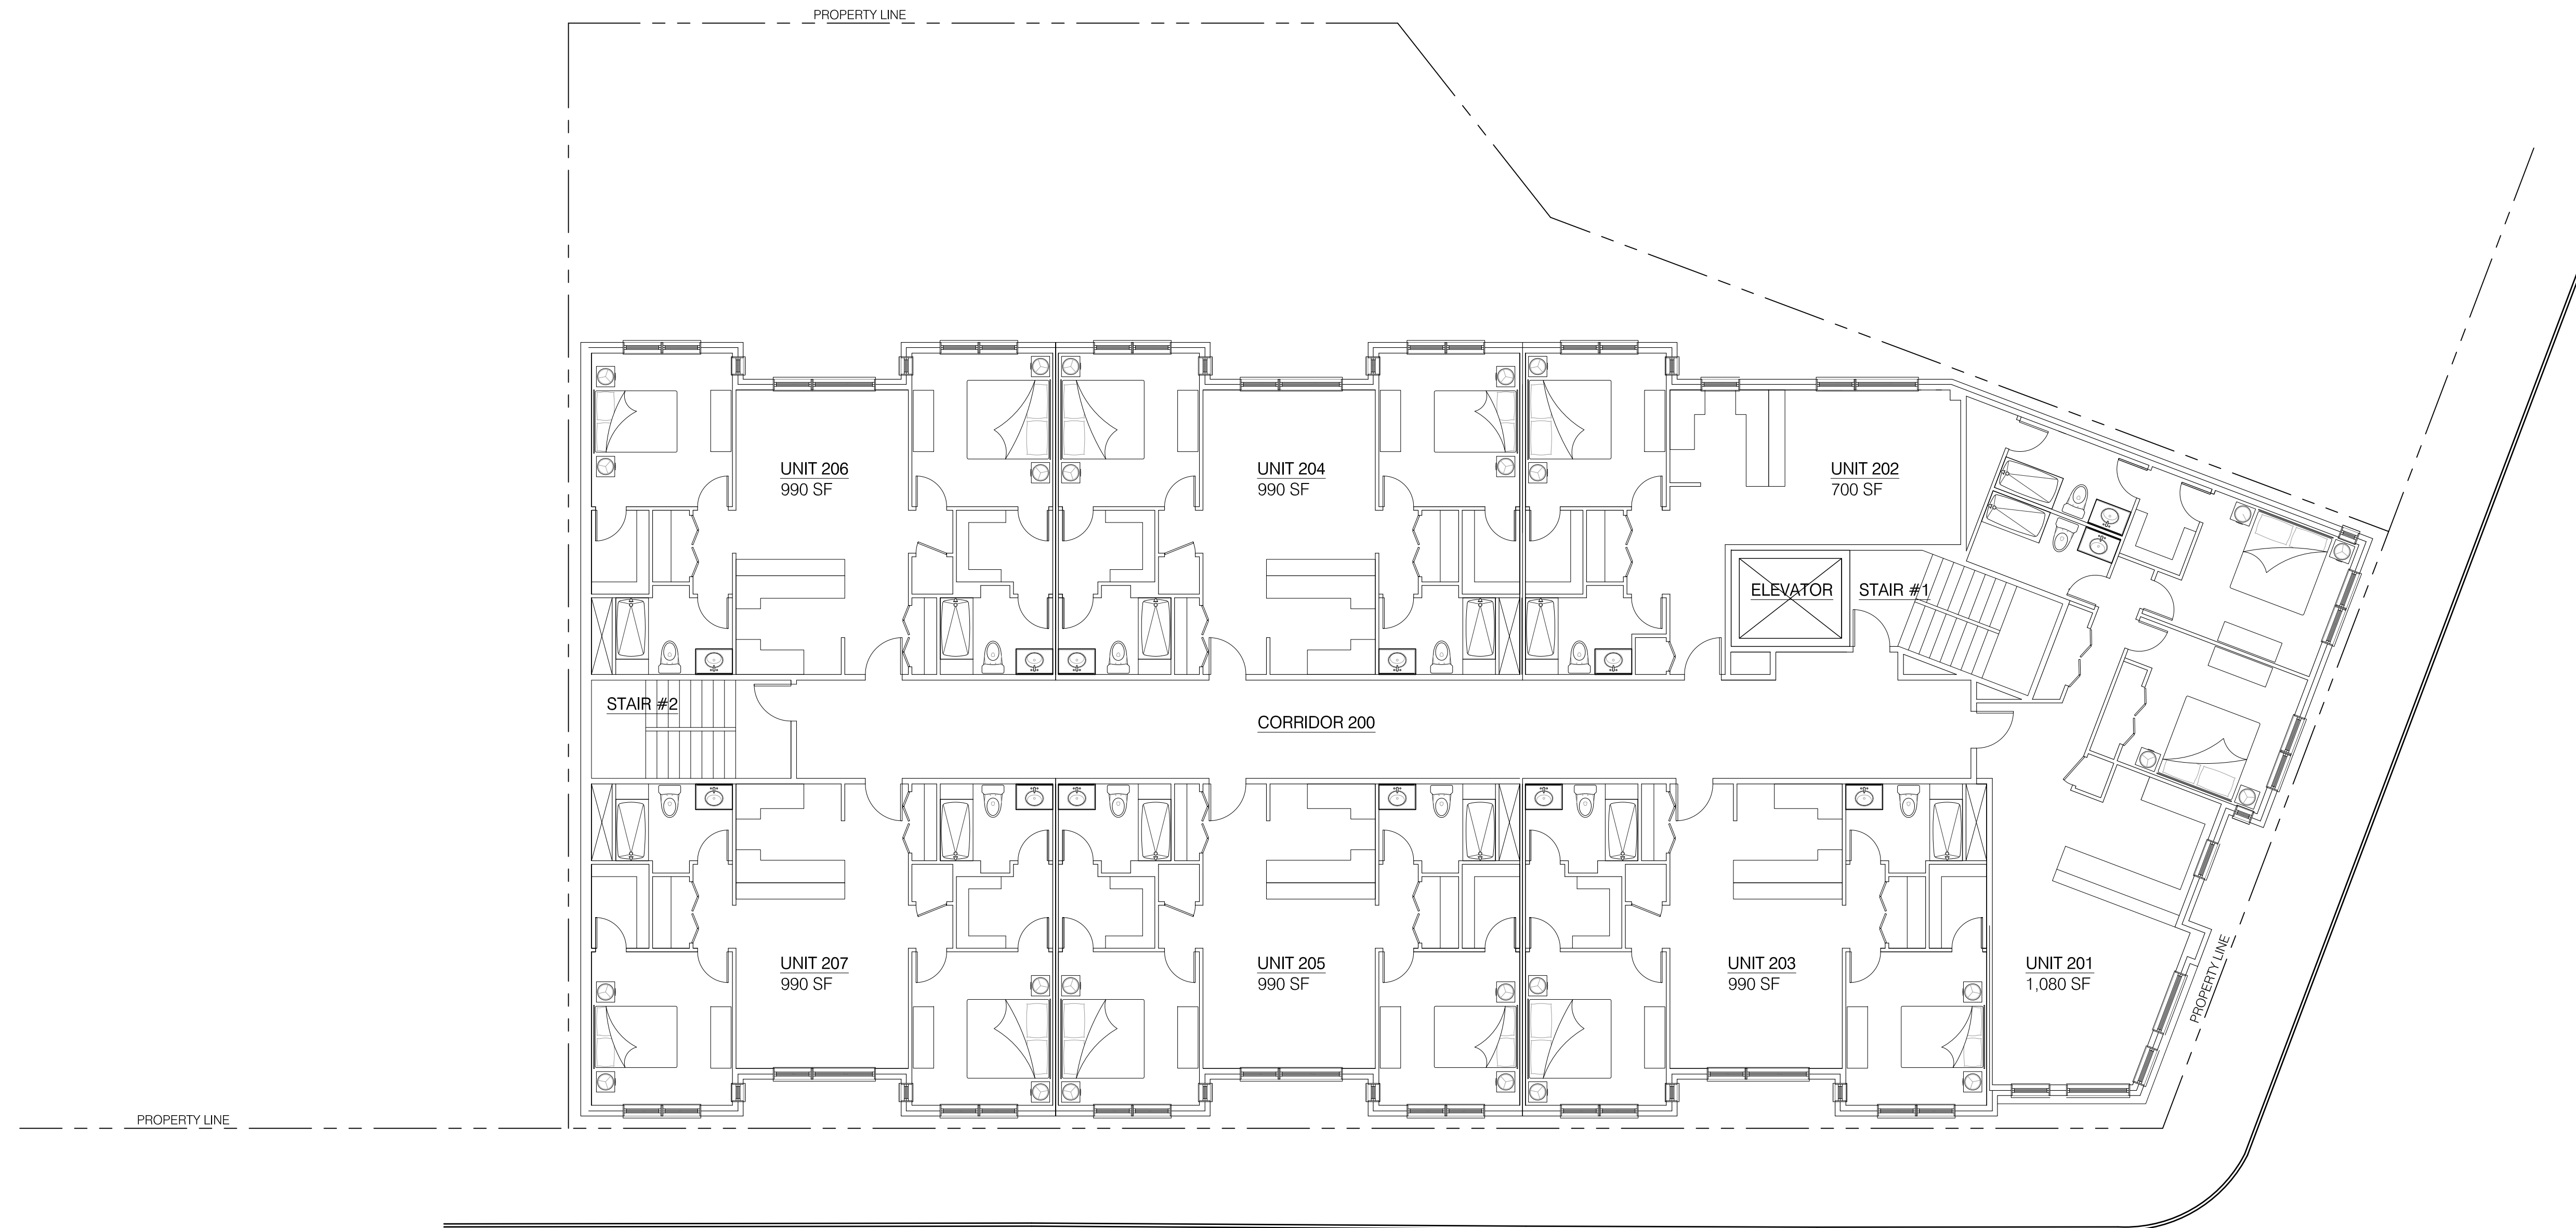 PROPERTY LINE
UNIT 206
990 SF
UNIT 204
990 SF
UNIT 202
700 SF
ELEVATOR
STAIR #1
STAIR #2
CORRIDOR 200
UNIT 207
990 SF
UNIT 205
990 SF
UNIT 203
990 SF
UNIT 201
1,080 SF
PROPERTY LINE
PROPERTY LINE